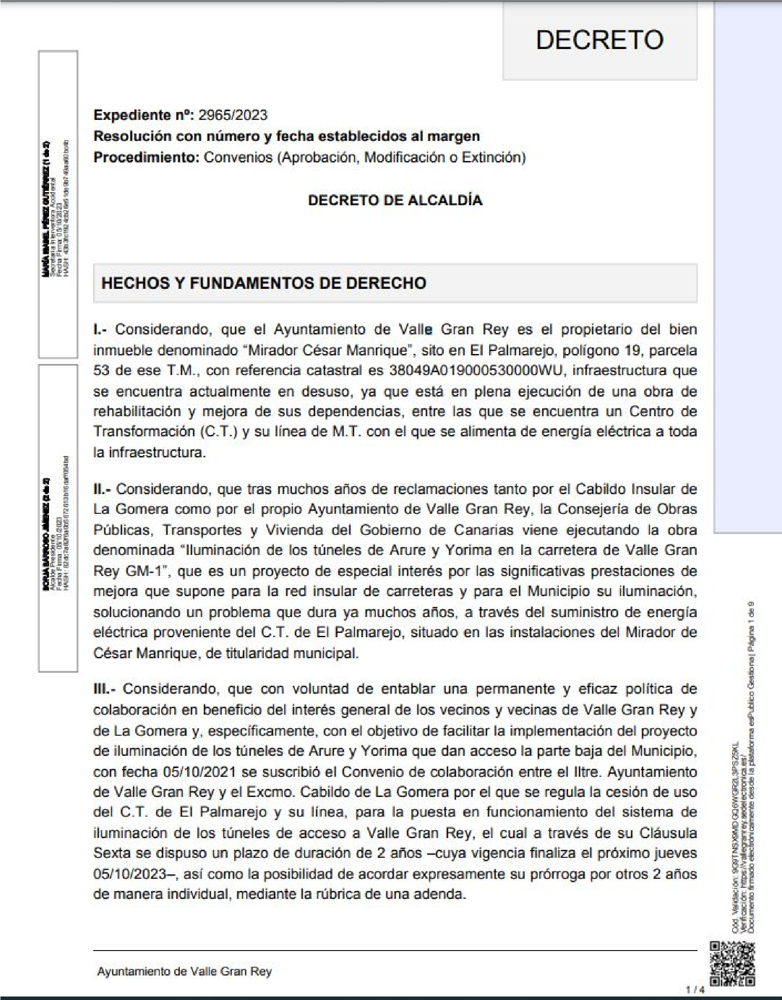 DECRETO
Expediente nº: 2965/2023
Resolución con número y fecha establecidos al margen
Procedimiento: Convenios (Aprobación, Modificación o Extinción)
DECRETO DE ALCALDÍA
HECHOS Y FUNDAMENTOS DE DERECHO
I.- Considerando, que el Ayuntamiento de Valle Gran Rey es el propietario del bien
inmueble denominado “Mirador César Manrique”, sito en El Palmarejo, polígono 19, parcela
53 de ese T.M., con referencia catastral es 38049A019000530000WU, infraestructura que
se encuentra actualmente en desuso, ya que está en plena ejecución de una obra de
rehabilitación y mejora de sus dependencias, entre las que se encuentra un Centro de
Transformación (C.T.) y su línea de M.T. con el que se alimenta de energía eléctrica a toda
la infraestructura.
II.- Considerando, que tras muchos años de reclamaciones tanto por el Cabildo Insular de
La Gomera como por el propio Ayuntamiento de Valle Gran Rey, la Consejería de Obras
Públicas, Transportes y Vivienda del Gobierno de Canarias viene ejecutando la obra
denominada “Iluminación de los túneles de Arure y Yorima en la carretera de Valle Gran
Rey GM-1”, que es un proyecto de especial interés por las significativas prestaciones de
mejora que supone para la red insular de carreteras y para el Municipio su iluminación,
solucionando un problema que dura ya muchos años, a través del suministro de energía
eléctrica proveniente del C.T. de El Palmarejo, situado en las instalaciones del Mirador de
César Manrique, de titularidad municipal.
III.- Considerando, que con voluntad de entablar una permanente y eficaz política de
colaboración en beneficio del interés general de los vecinos y vecinas de Valle Gran Rey y
de La Gomera y, específicamente, con el objetivo de facilitar la implementación del proyecto
de iluminación de los túneles de Arure y Yorima que dan acceso la parte baja del Municipio,
con fecha 05/10/2021 se suscribió el Convenio de colaboración entre el Iltre. Ayuntamiento
de Valle Gran Rey y el Excmo. Cabildo de La Gomera por el que se regula la cesión de uso
del C.T. de El Palmarejo y su línea, para la puesta en funcionamiento del sistema de
iluminación de los túneles de acceso a Valle Gran Rey, el cual a través de su Cláusula
Sexta se dispuso un plazo de duración de 2 años –cuya vigencia finaliza el próximo jueves
05/10/2023–, así como la posibilidad de acordar expresamente su prórroga por otros 2 años
de manera individual, mediante la rúbrica de una adenda.
Ayuntamiento de Valle Gran Rey
1 / 4
MARÍA ISABEL PÉREZ GUTIÉRREZ (1 de 2)
Secretaria Interventora Accidental
Fecha Firma: 05/10/2023
HASH:
BORJA BARROSO JIMÉNEZ (2 de 2)
Alcalde Presidente
Fecha Firma: 05/10/2023
HASH:
Cód. Validación:
Verificación: https://vallegranrey.sedelectronica.es/
Documento firmado electrónicamente desde la plataforma esPublico Gestiona | Página 1 de 9